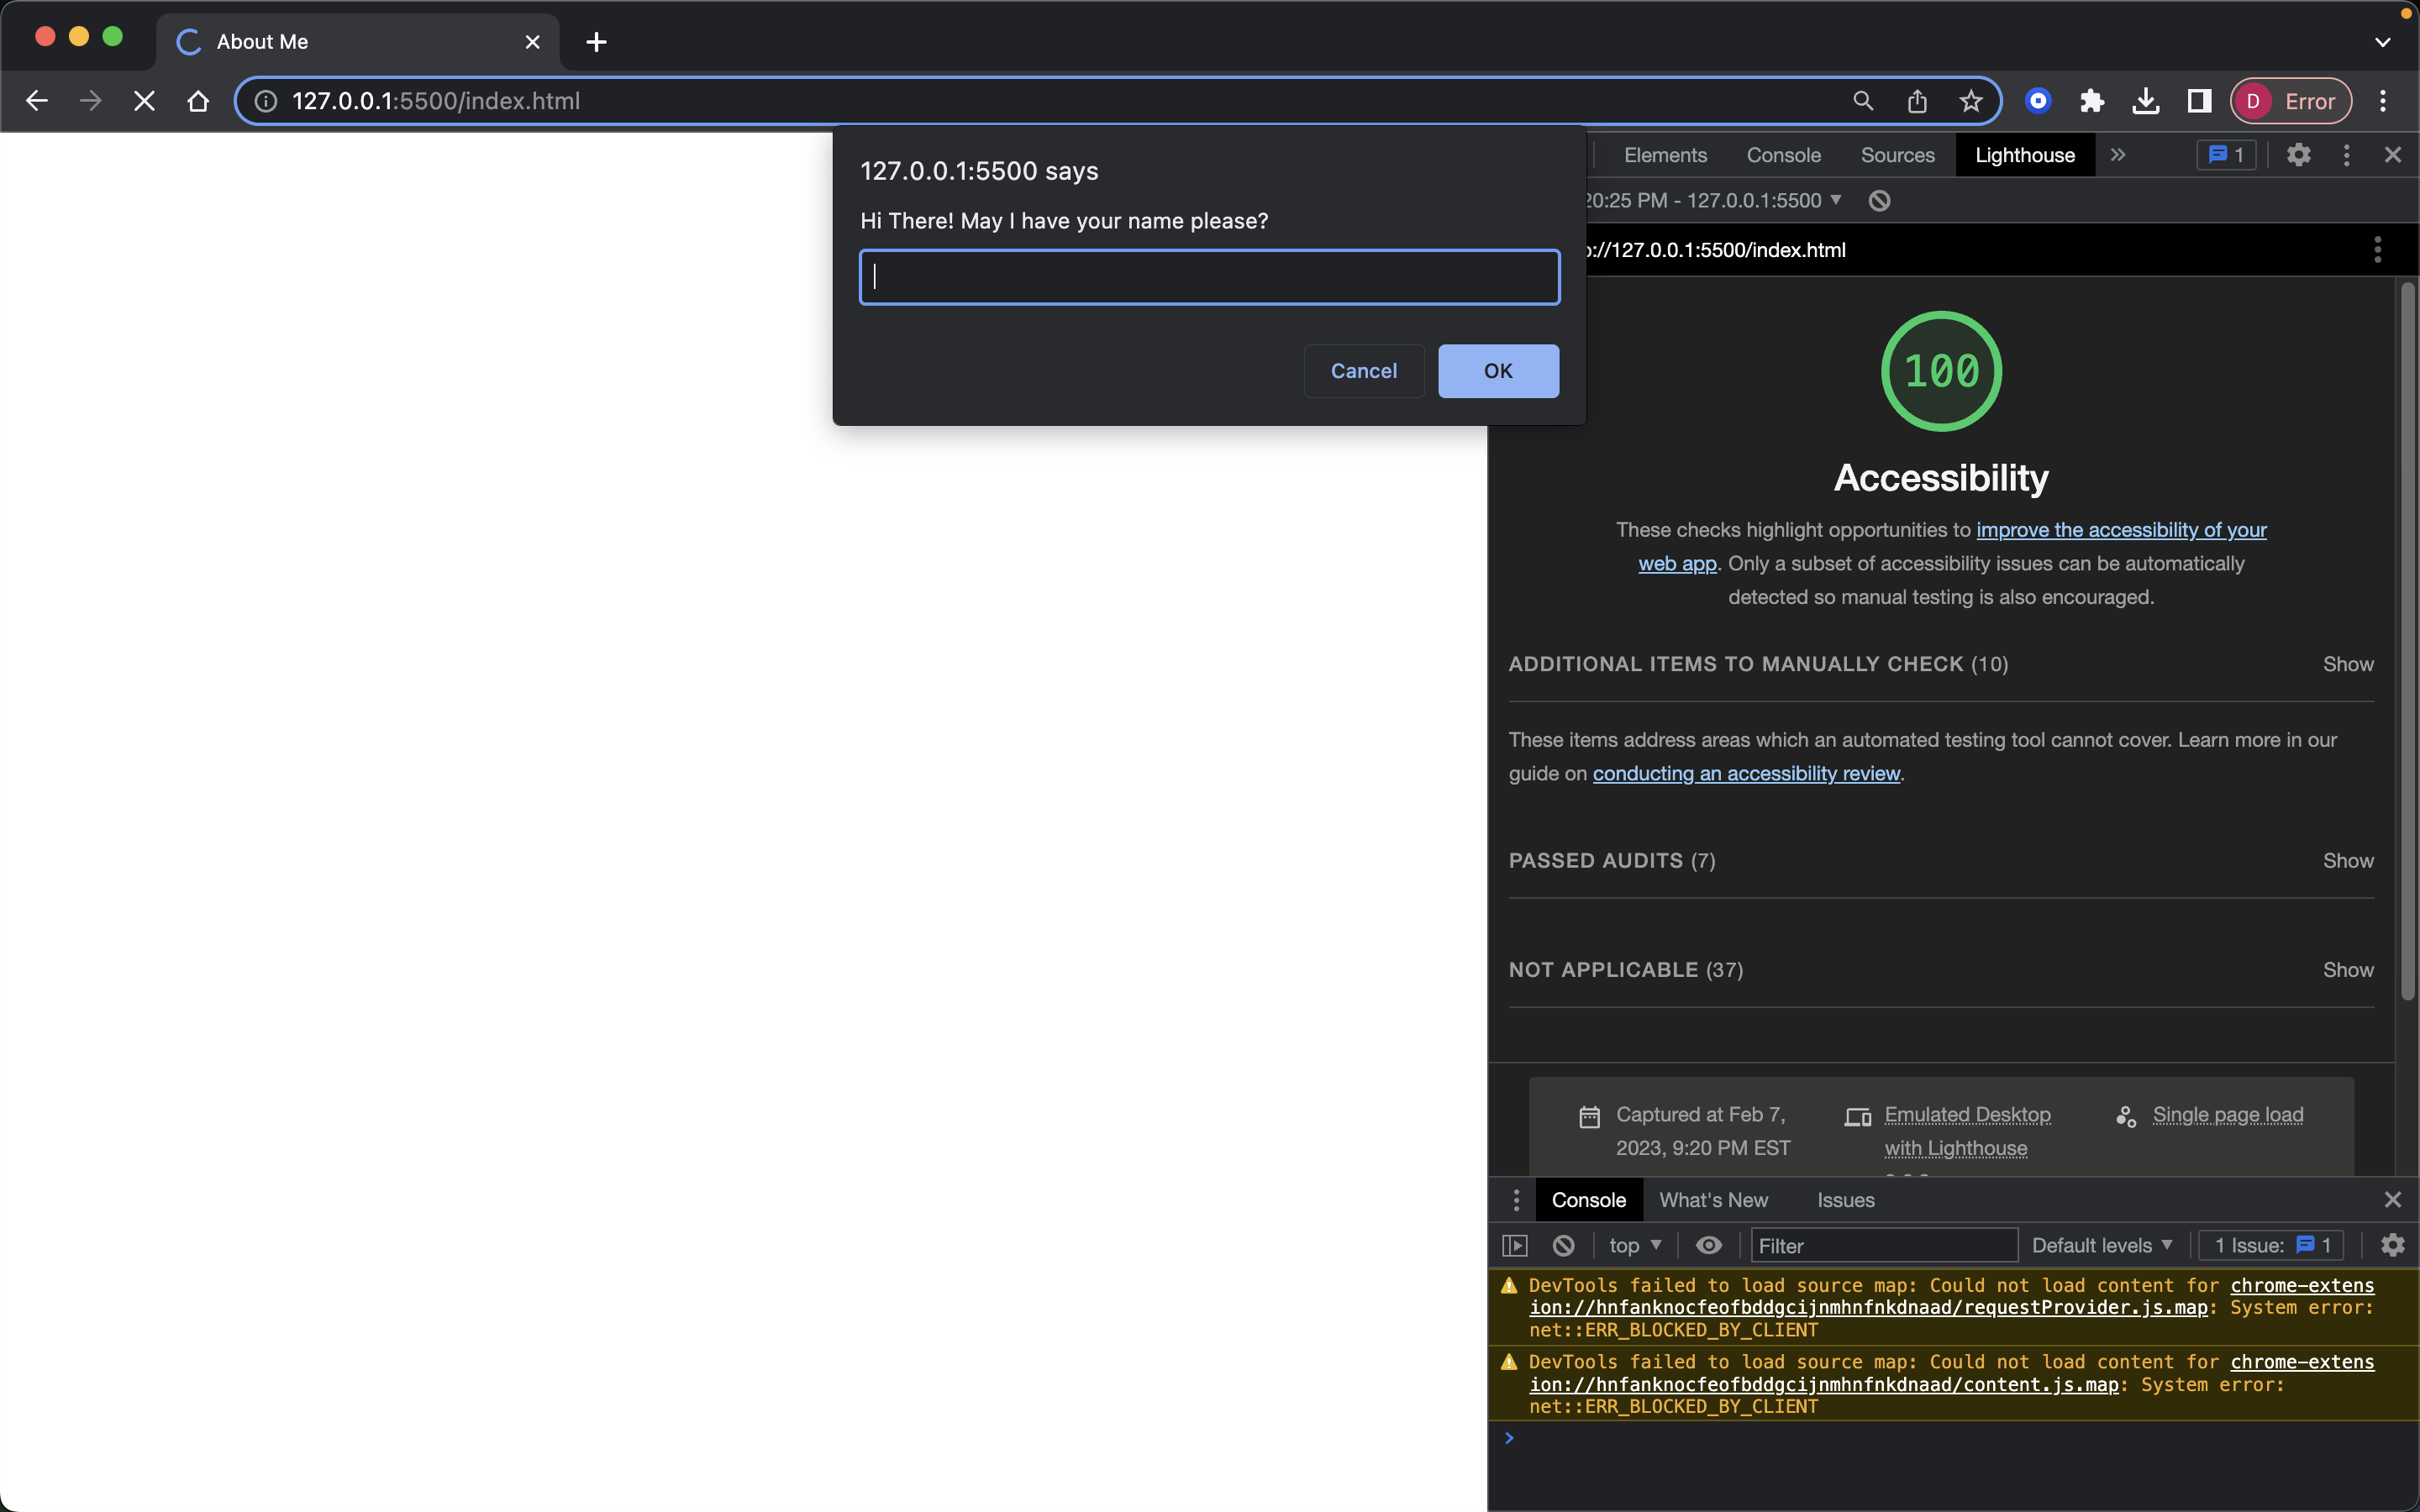 About Me
127.0.0.1:5500/index.html
D Error
127.0.0.1:5500 says
Hi There! May I have your name please?
Cancel
OK
Elements Console Sources Lighthouse 1
20:25 PM - 127.0.0.1:5500
://127.0.0.1:5500/index.html
100
Accessibility
These checks highlight opportunities to improve the accessibility of your
web app. Only a subset of accessibility issues can be automatically
detected so manual testing is also encouraged.
ADDITIONAL ITEMS TO MANUALLY CHECK (10) Show
These items address areas which an automated testing tool cannot cover. Learn more in our
guide on conducting an accessibility review.
PASSED AUDITS (7) Show
NOT APPLICABLE (37) Show
Captured at Feb 7,
2023, 9:20 PM EST
Emulated Desktop
with Lighthouse
Single page load
Console What's New Issues
top Filter Default levels 1 Issue: 1
DevTools failed to load source map: Could not load content for chrome-extens
ion://hnfanknocfeofbddgcijnmhnfnkdnaad/requestProvider.js.map: System error:
net::ERR_BLOCKED_BY_CLIENT
DevTools failed to load source map: Could not load content for chrome-extens
ion://hnfanknocfeofbddgcijnmhnfnkdnaad/content.js.map: System error:
net::ERR_BLOCKED_BY_CLIENT